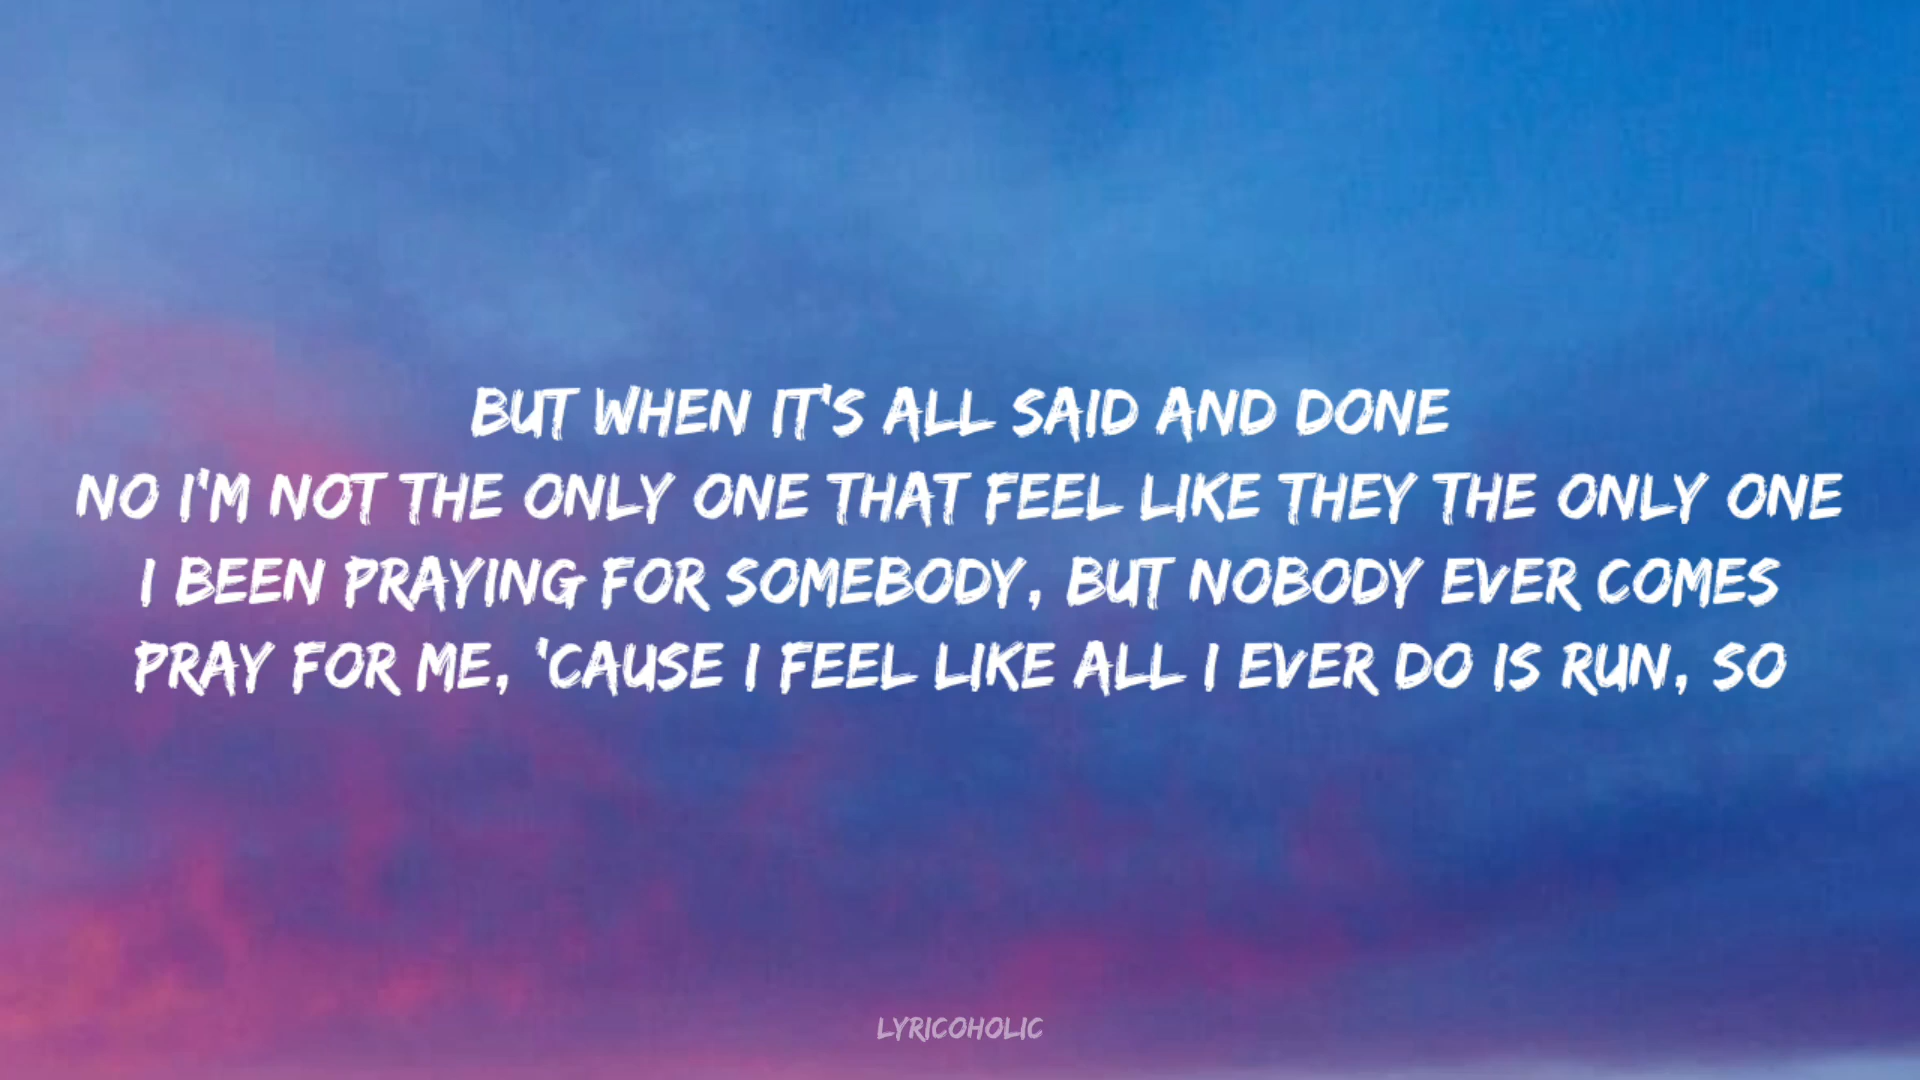 BUT WHEN IT'S ALL SAID AND DONE
NO I'M NOT THE ONLY ONE THAT FEEL LIKE THEY THE ONLY ONE
I BEEN PRAYING FOR SOMEBODY, BUT NOBODY EVER COMES
PRAY FOR ME, 'CAUSE I FEEL LIKE ALL I EVER DO IS RUN, SO
LYRICOHOLIC